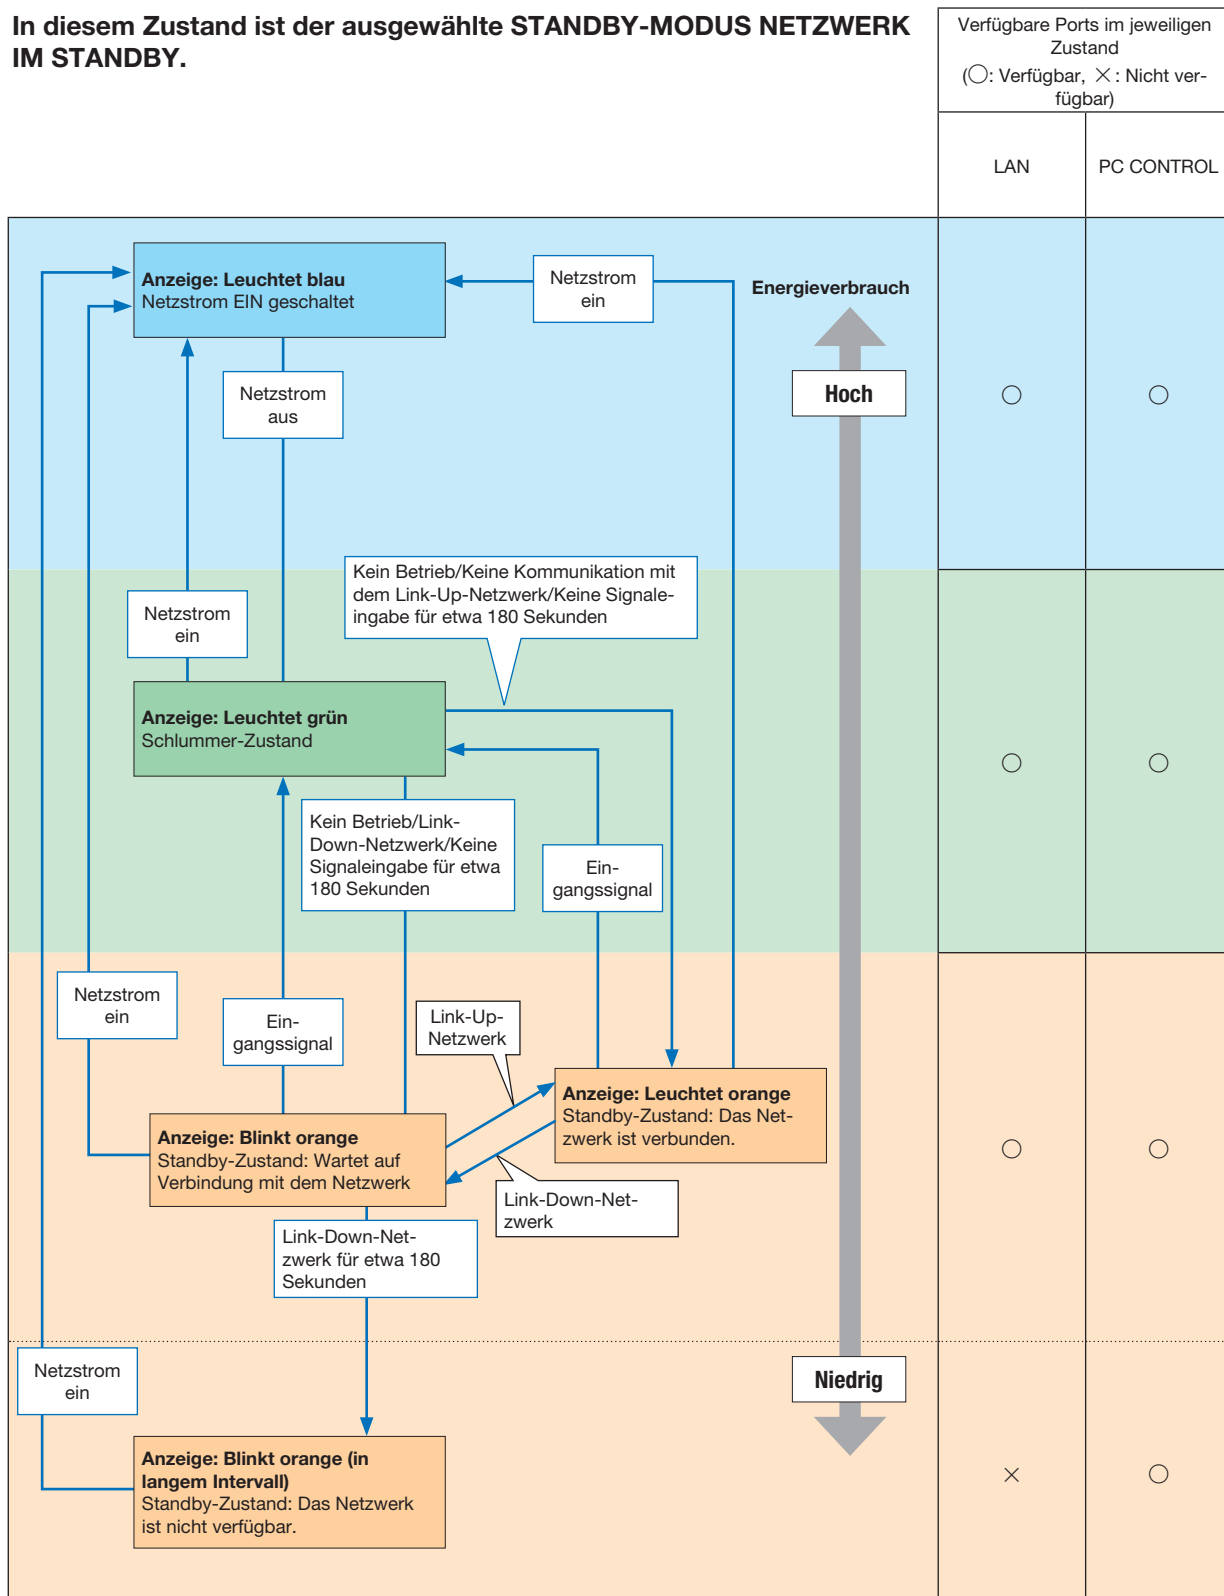 In diesem Zustand ist der ausgewählte STANDBY-MODUS NETZWERK
IM STANDBY.
Verfügbare Ports im jeweiligen
Zustand
(○: Verfügbar, ×: Nicht ver-
fügbar)
LAN
PC CONTROL
Anzeige: Leuchtet blau
Netzstrom EIN geschaltet
Netzstrom
ein
Energieverbrauch
Netzstrom
aus
Hoch
○
○
Kein Betrieb/Keine Kommunikation mit
dem Link-Up-Netzwerk/Keine Signale-
ingabe für etwa 180 Sekunden
Netzstrom
ein
Anzeige: Leuchtet grün
Schlummer-Zustand
○
○
Kein Betrieb/Link-
Down-Netzwerk/Keine
Signaleingabe für etwa
180 Sekunden
Ein-
gangssignal
Netzstrom
ein
Ein-
gangssignal
Link-Up-
Netzwerk
Anzeige: Leuchtet orange
Standby-Zustand: Das Net-
zwerk ist verbunden.
Anzeige: Blinkt orange
Standby-Zustand: Wartet auf
Verbindung mit dem Netzwerk
○
○
Link-Down-Net-
zwerk
Link-Down-Net-
zwerk für etwa 180
Sekunden
Netzstrom
ein
Niedrig
Anzeige: Blinkt orange (in
langem Intervall)
Standby-Zustand: Das Netzwerk
ist nicht verfügbar.
×
○